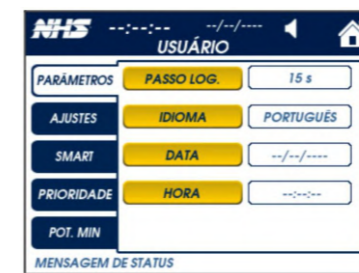 NHS --:--:-- --/--/----
USUÁRIO
PARÂMETROS PASSO LOG. 15 s
AJUSTES IDIOMA PORTUGUÊS
SMART DATA --/--/----
PRIORIDADE HORA --:--:--
POT. MIN
MENSAGEM DE STATUS